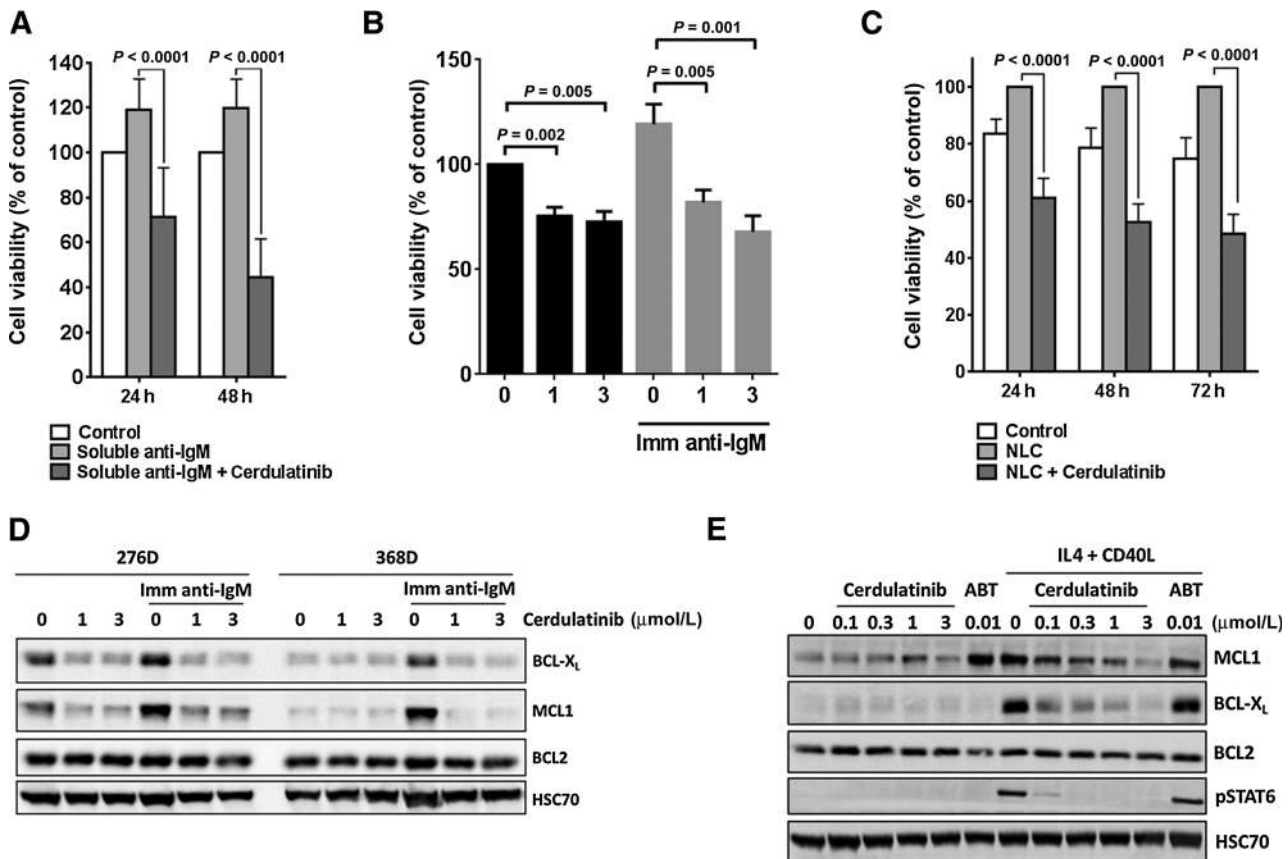 A
P < 0.0001
P < 0.0001
Cell viability (% of control)
140
120
100
80
60
40
20
0
24 h
48 h
Control
Soluble anti-IgM
Soluble anti-IgM + Cerdulatinib
B
P = 0.001
P = 0.005
P = 0.005
P = 0.002
Cell viability (% of control)
150
100
50
0
0 1 3 0 1 3
Imm anti-IgM
C
P < 0.0001
P < 0.0001
P < 0.0001
Cell viability (% of control)
100
80
60
40
20
0
24 h
48 h
72 h
Control
NLC
NLC + Cerdulatinib
D
276D
368D
Imm anti-IgM
Imm anti-IgM
0 1 3 0 1 3 0 1 3 0 1 3 Cerdulatinib (μmol/L)
BCL-XL
MCL1
BCL2
HSC70
E
IL4 + CD40L
Cerdulatinib ABT Cerdulatinib ABT
0 0.1 0.3 1 3 0.01 0 0.1 0.3 1 3 0.01 (μmol/L)
MCL1
BCL-XL
BCL2
pSTAT6
HSC70